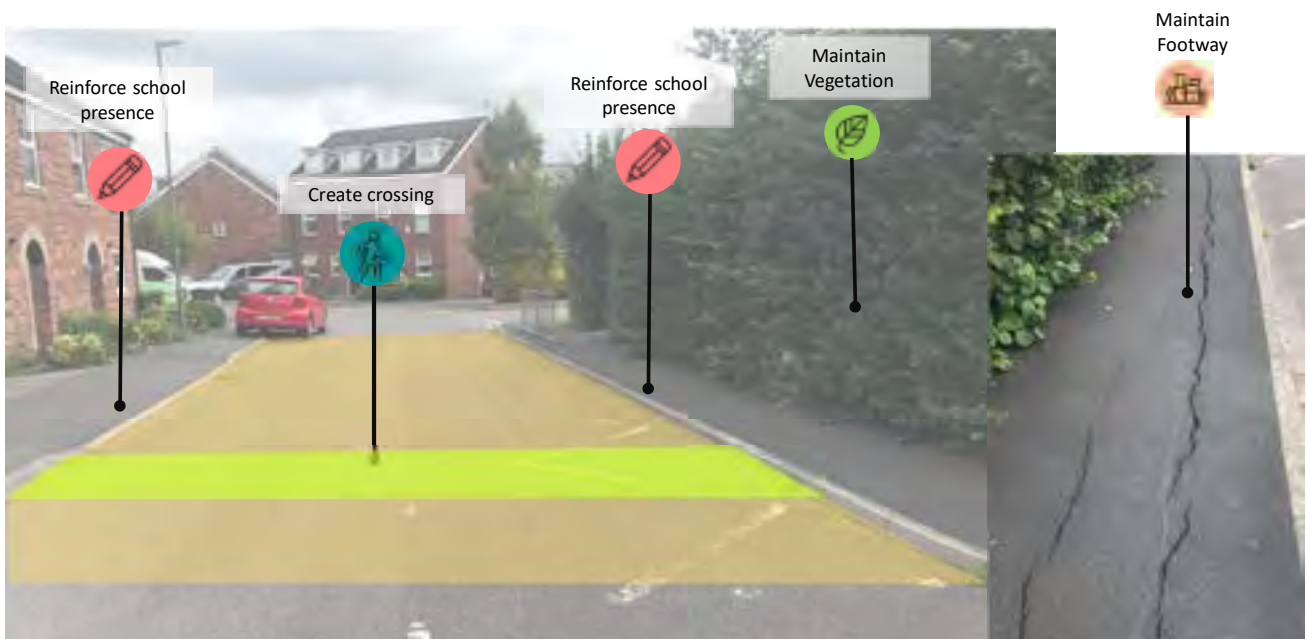 Maintain
Footway
Reinforce school
presence
Reinforce school
presence
Maintain
Vegetation
Create crossing